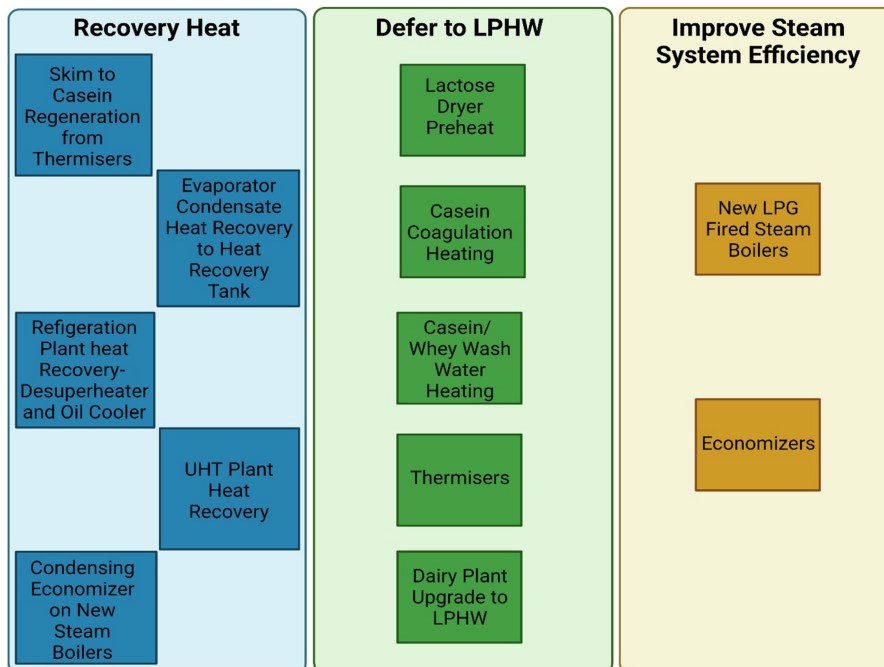 Recovery Heat
Skim to
Casein
Regeneration
from
Thermisers
Evaporator
Condensate
Heat Recovery
to Heat
Recovery
Tank
Refigeration
Plant heat
Recovery-
Desuperheater
and Oil Cooler
UHT Plant
Heat
Recovery
Condensing
Economizer
on New
Steam
Boilers
Defer to LPHW
Lactose
Dryer
Preheat
Casein
Coagulation
Heating
Casein/
Whey Wash
Water
Heating
Thermisers
Dairy Plant
Upgrade to
LPHW
Improve Steam
System Efficiency
New LPG
Fired Steam
Boilers
Economizers